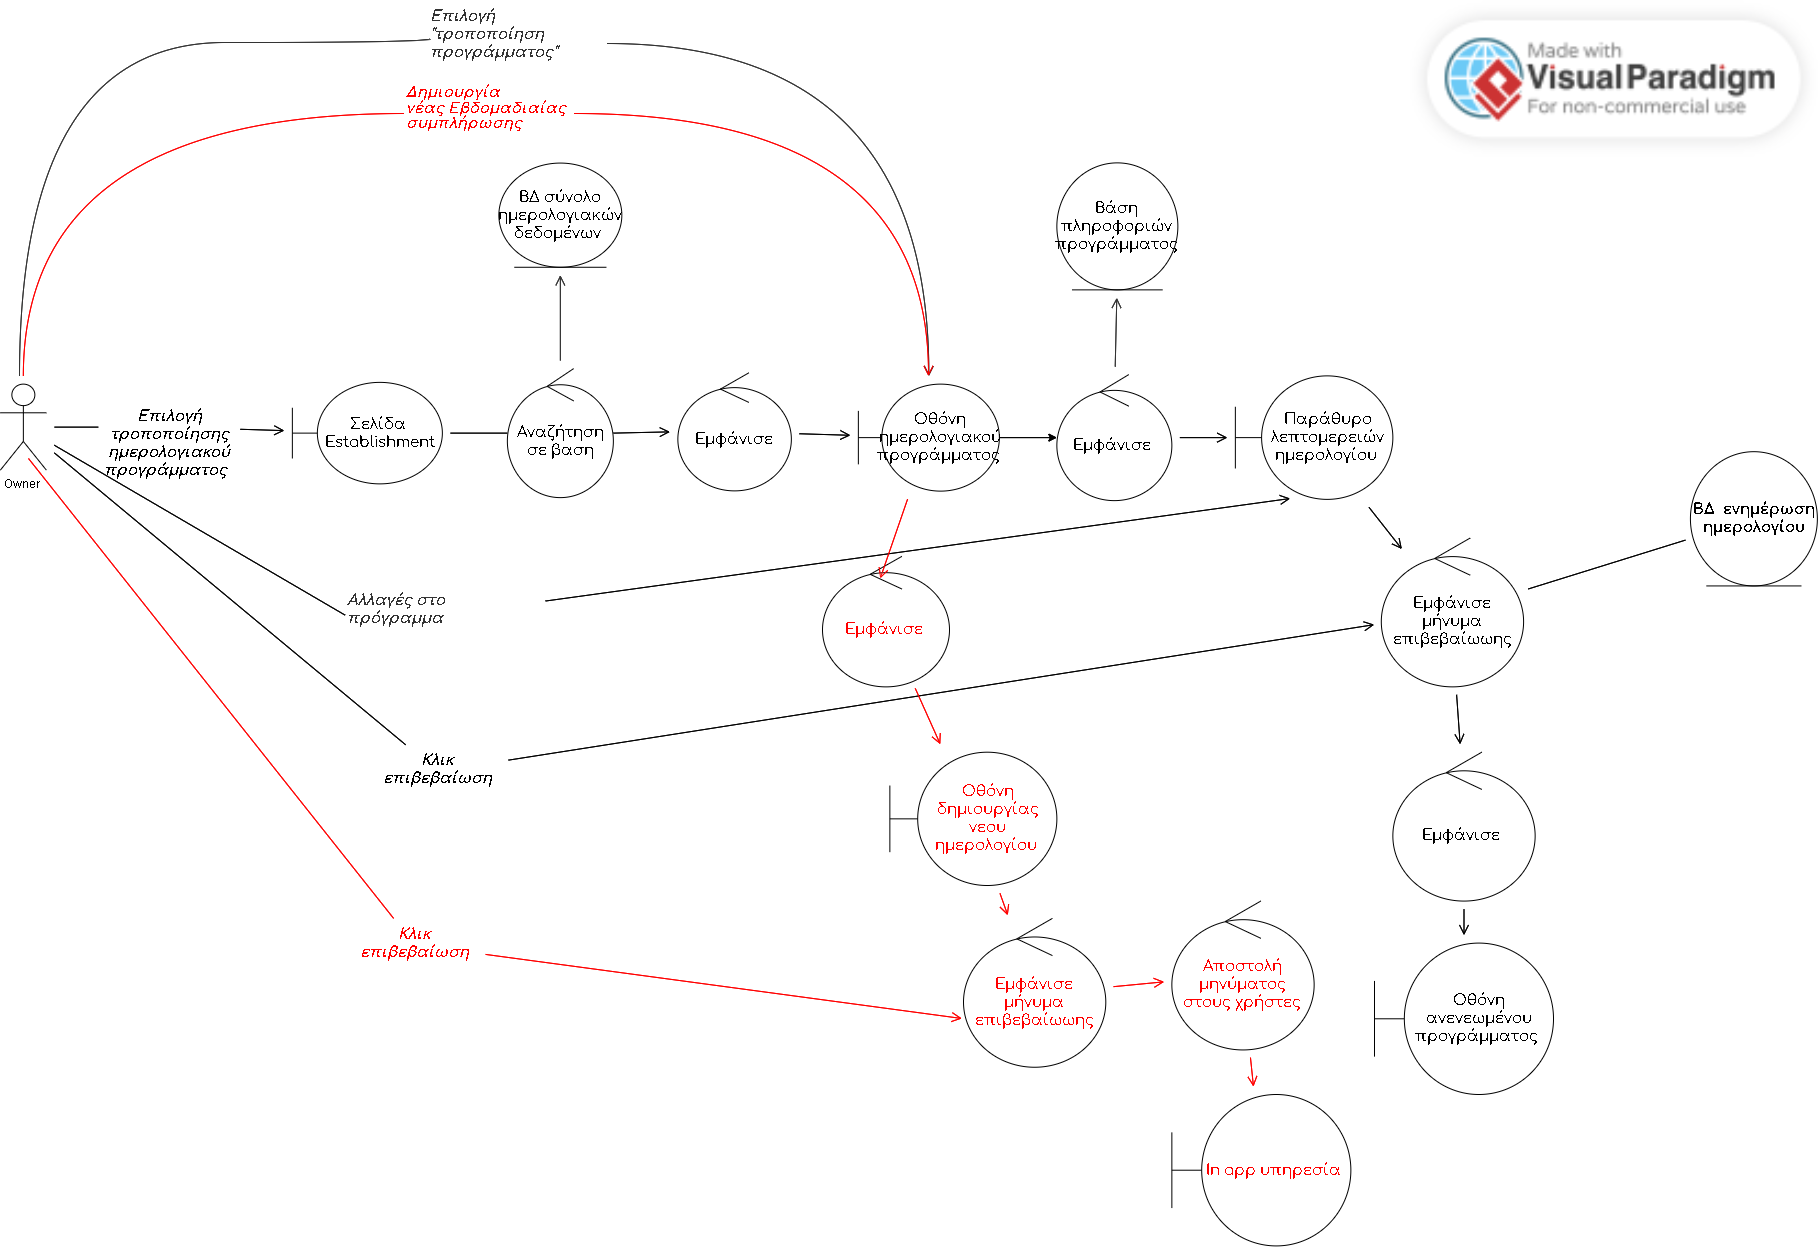 Επιλογή
"τροποποίηση
προγράμματος"
Δημιουργία
νέας Εβδομαδιαίας
συμπλήρωσης
Made with
Visual Paradigm
For non-commercial use
ΒΔ σύνολο
ημερολογιακών
δεδομένων
Βάση
πληροφοριών
προγράμματος
Owner
Επιλογή
τροποποίησης
ημερολογιακού
προγράμματος
Σελίδα
Establishment
Αναζήτηση
σε βαση
Εμφάνισε
Οθόνη
ημερολογιακού
προγράμματος
Εμφάνισε
Παράθυρο
λεπτομερειών
ημερολογίου
ΒΔ ενημέρωση
ημερολογίου
Αλλαγές στο
πρόγραμμα
Εμφάνισε
Εμφάνισε
μήνυμα
επιβεβαίωωης
Κλικ
επιβεβαίωση
Οθόνη
δημιουργίας
νεου
ημερολογίου
Εμφάνισε
Κλικ
επιβεβαίωση
Εμφάνισε
μήνυμα
επιβεβαίωωης
Αποστολή
μηνύματος
στους χρήστες
Οθόνη
ανενεωμένου
προγράμματος
In app υπηρεσία